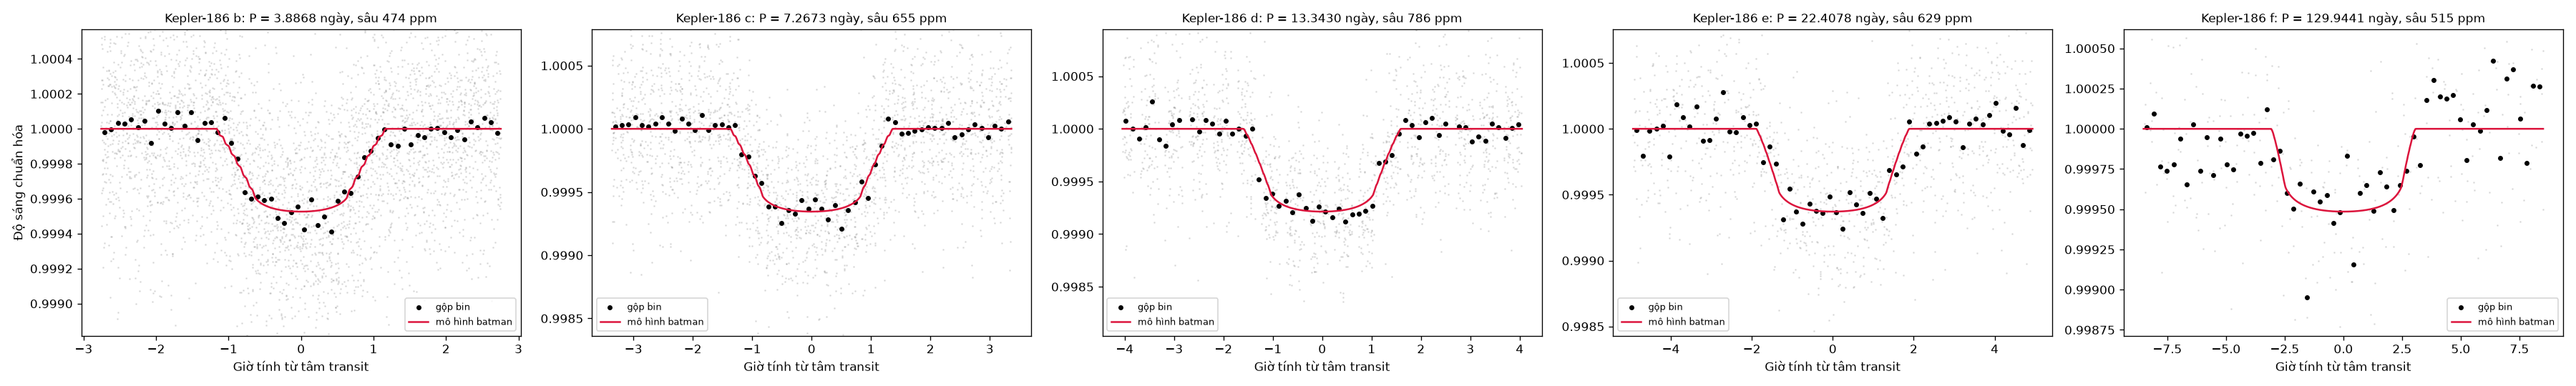 Kepler-186 b: P = 3.8868 ngày, sâu 474 ppm
Độ sáng chuẩn hóa
1.0004
1.0002
1.0000
0.9998
0.9996
0.9994
0.9992
0.9990
gộp bin
mô hình batman
−3 −2 −1 0 1 2 3
Giờ tính từ tâm transit
Kepler-186 c: P = 7.2673 ngày, sâu 655 ppm
1.0005
1.0000
0.9995
0.9990
0.9985
gộp bin
mô hình batman
−3 −2 −1 0 1 2 3
Giờ tính từ tâm transit
Kepler-186 d: P = 13.3430 ngày, sâu 786 ppm
1.0005
1.0000
0.9995
0.9990
0.9985
gộp bin
mô hình batman
−4 −3 −2 −1 0 1 2 3 4
Giờ tính từ tâm transit
Kepler-186 e: P = 22.4078 ngày, sâu 629 ppm
1.0005
1.0000
0.9995
0.9990
0.9985
gộp bin
mô hình batman
−4 −2 0 2 4
Giờ tính từ tâm transit
Kepler-186 f: P = 129.9441 ngày, sâu 515 ppm
1.00050
1.00025
1.00000
0.99975
0.99950
0.99925
0.99900
0.99875
gộp bin
mô hình batman
−7.5 −5.0 −2.5 0.0 2.5 5.0 7.5
Giờ tính từ tâm transit